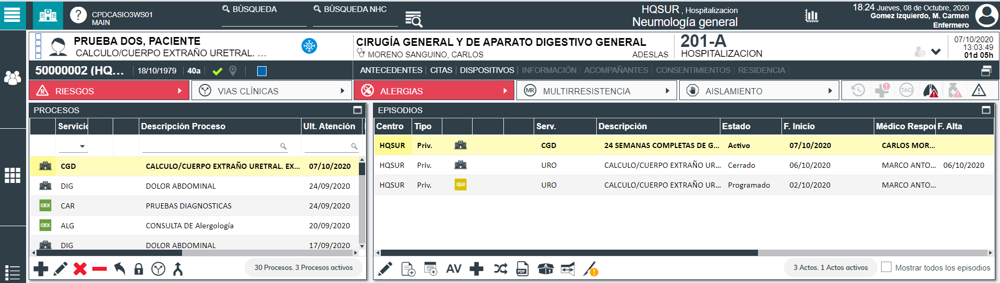 CPDCASIO3WS01
MAIN
BÚSQUEDA
BÚSQUEDA NHC
HQSUR , Hospitalizacion
Neumología general
18:24 Jueves, 08 de Octubre, 2020
Gomez Izquierdo, M. Carmen
Enfermero
PRUEBA DOS, PACIENTE
CALCULO/CUERPO EXTRAÑO URETRAL. ...
CIRUGÍA GENERAL Y DE APARATO DIGESTIVO GENERAL
MORENO SANGUINO, CARLOS ADESLAS
201-A
HOSPITALIZACION
07/10/2020
13:03:49
01d 05h
50000002 (HQ... 18/10/1979 40a
ANTECEDENTES CITAS DISPOSITIVOS INFORMACIÓN ACOMPAÑANTES CONSENTIMIENTOS RESIDENCIA
R RIESGOS
VIAS CLÍNICAS
ALERGIAS
MR MULTIRRESISTENCIA
AISLAMIENTO
TAO
PROCESOS
Servicio Descripción Proceso Ult. Atención
CGD CALCULO/CUERPO EXTRAÑO URETRAL. EX... 07/10/2020
DIG DOLOR ABDOMINAL 24/09/2020
CEX CAR PRUEBAS DIAGNOSTICAS 24/09/2020
CEX ALG CONSULTA DE Alergología 20/09/2020
DIG DOLOR ABDOMINAL 17/09/2020
30 Procesos. 3 Procesos activos
EPISODIOS
Centro Tipo Serv. Descripción Estado F. Inicio Médico Respon F. Alta
HQSUR Priv. CGD 24 SEMANAS COMPLETAS DE G... Activo 07/10/2020 CARLOS MOR...
HQSUR Priv. URO CALCULO/CUERPO EXTRAÑO UR... Cerrado 06/10/2020 MARCO ANTO... 06/10/2020
HQSUR Priv. QUI URO CALCULO/CUERPO EXTRAÑO UR... Programado 02/10/2020 MARCO ANTO...
AV
PDF
3 Actos. 1 Actos activos
Mostrar todos los episodios